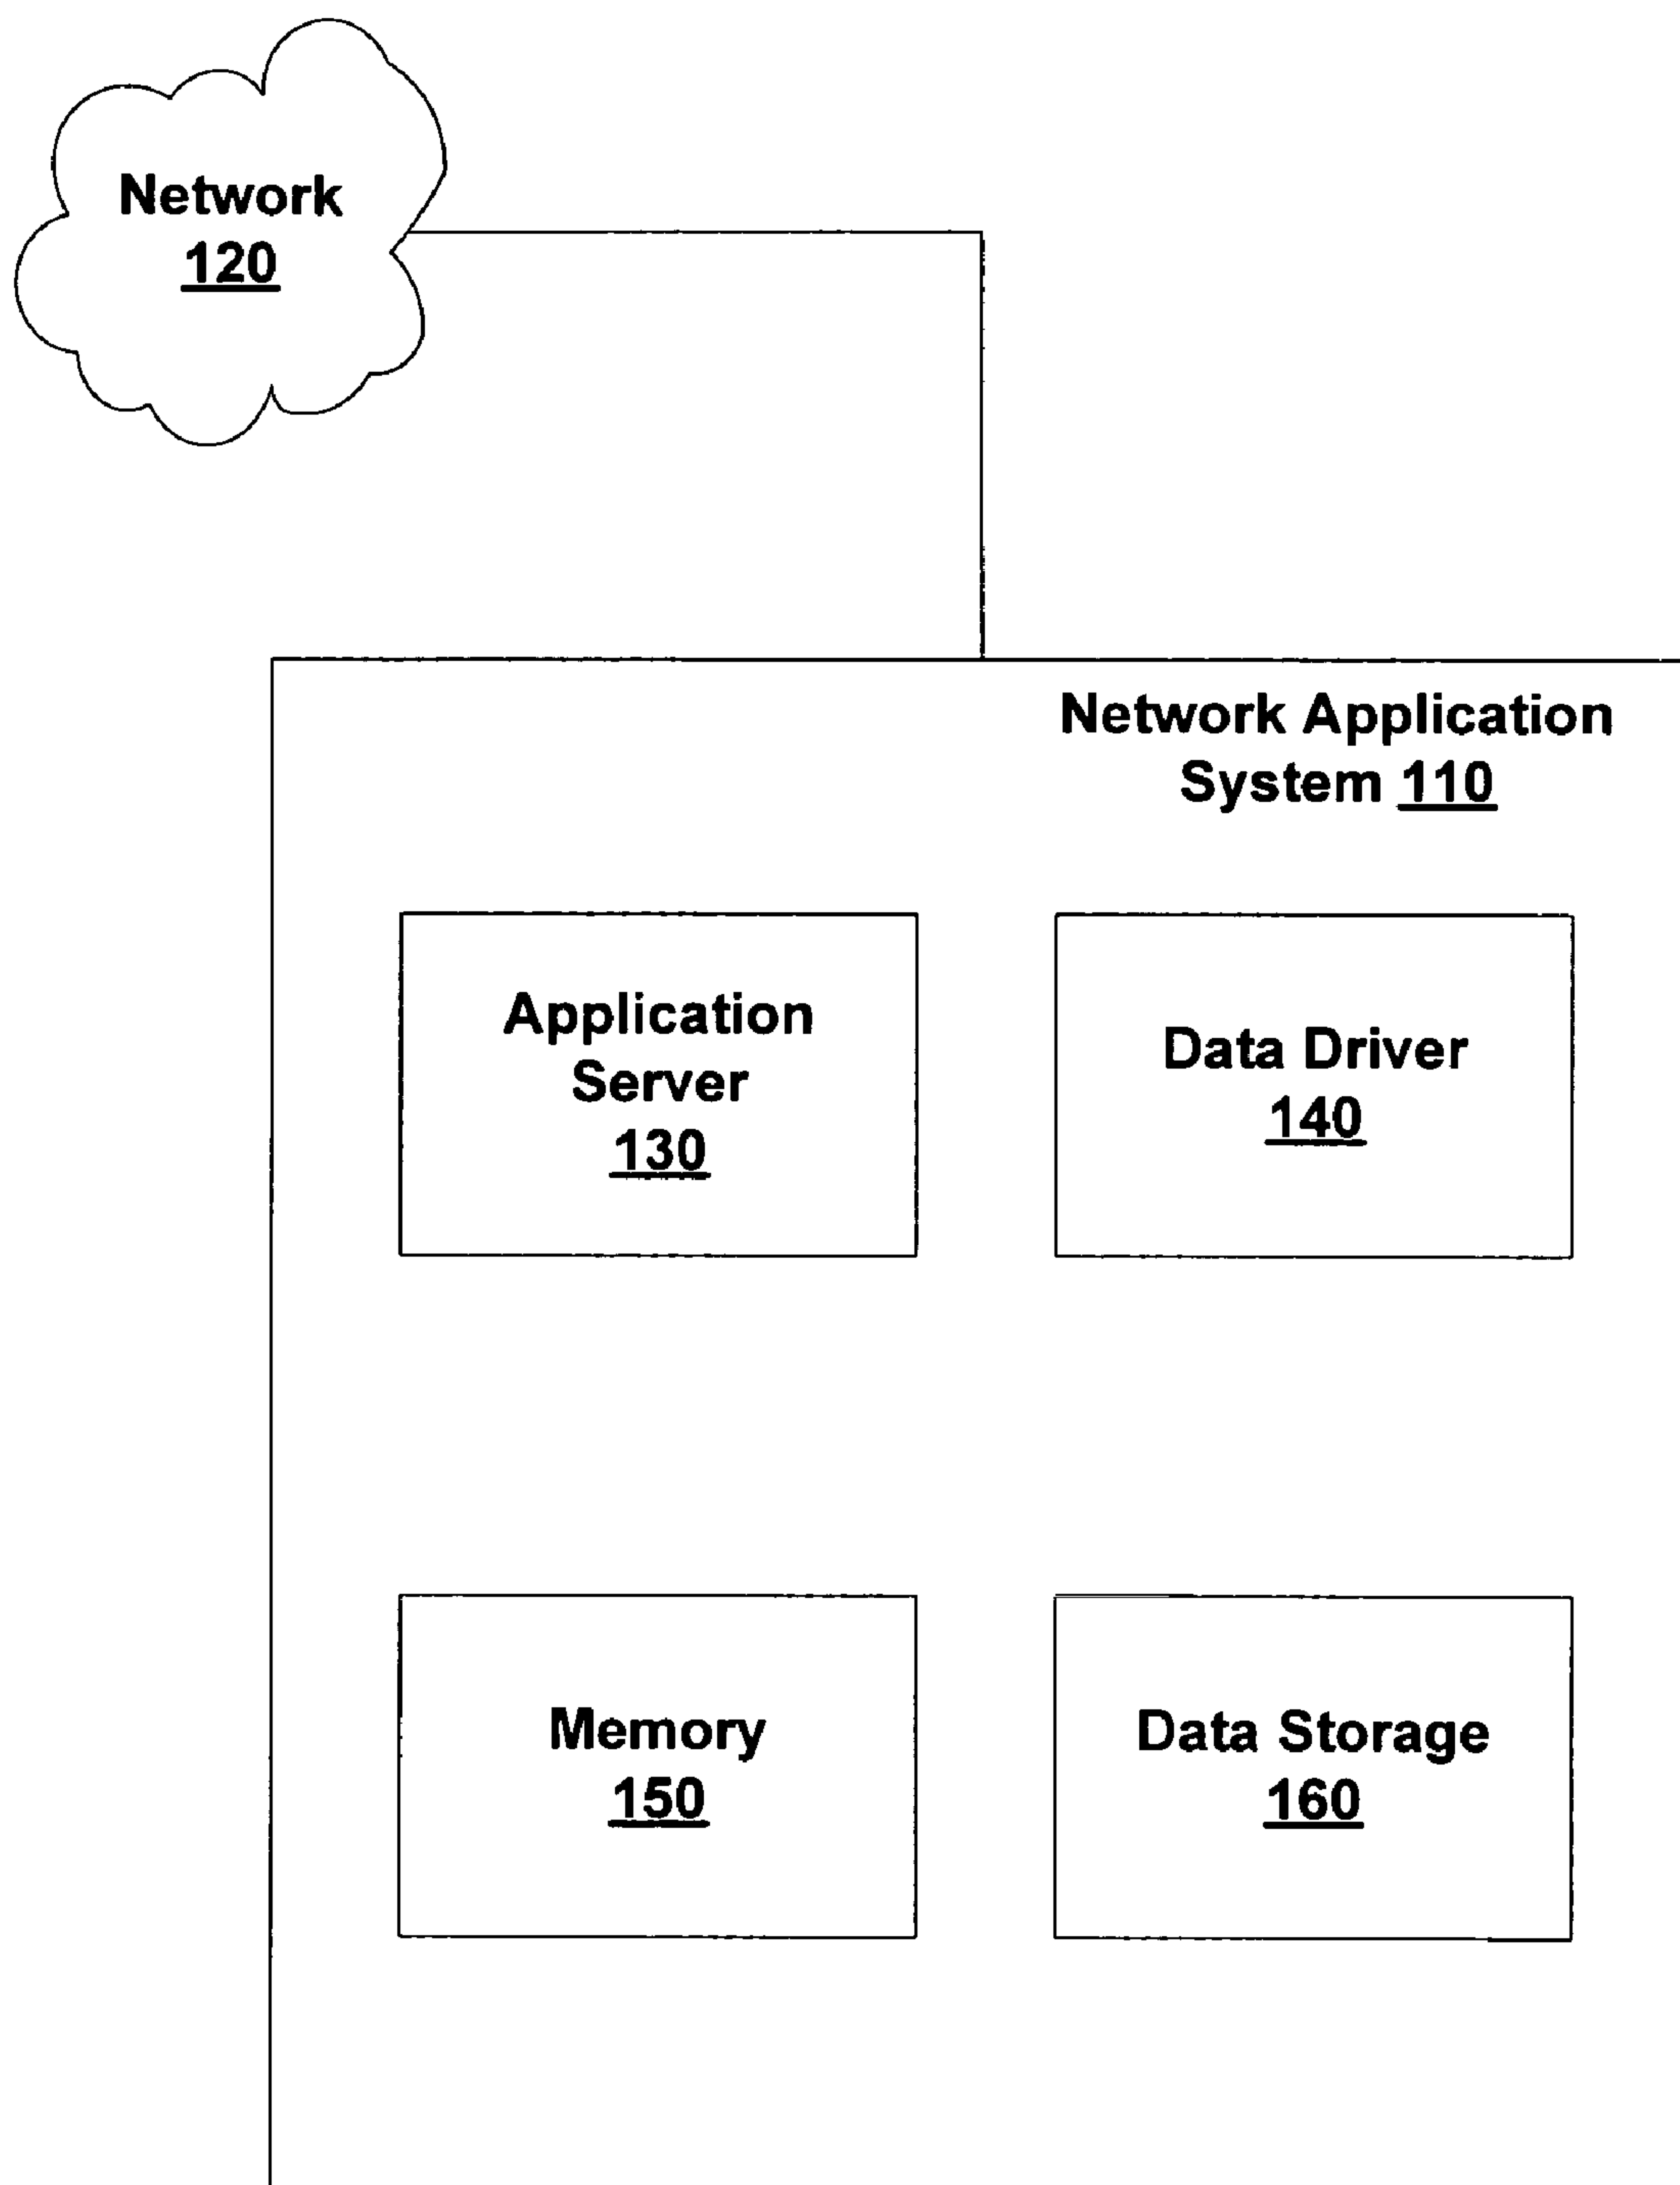 Network
120
Network Application
System 110
Application
Server
130
Data Driver
140
Memory
150
Data Storage
160